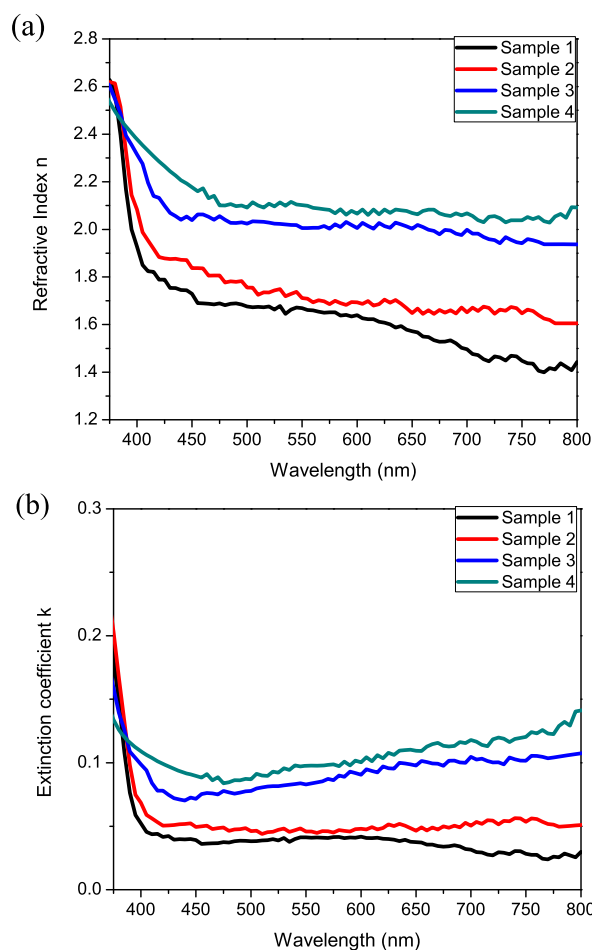 (a)
2.8
2.6
2.4
2.2
2.0
1.8
1.6
1.4
1.2
Refractive Index n
Sample 1
Sample 2
Sample 3
Sample 4
400 450 500 550 600 650 700 750 800
Wavelength (nm)
(b)
0.3
0.2
0.1
0.0
Extinction coefficient k
Sample 1
Sample 2
Sample 3
Sample 4
400 450 500 550 600 650 700 750 800
Wavelength (nm)